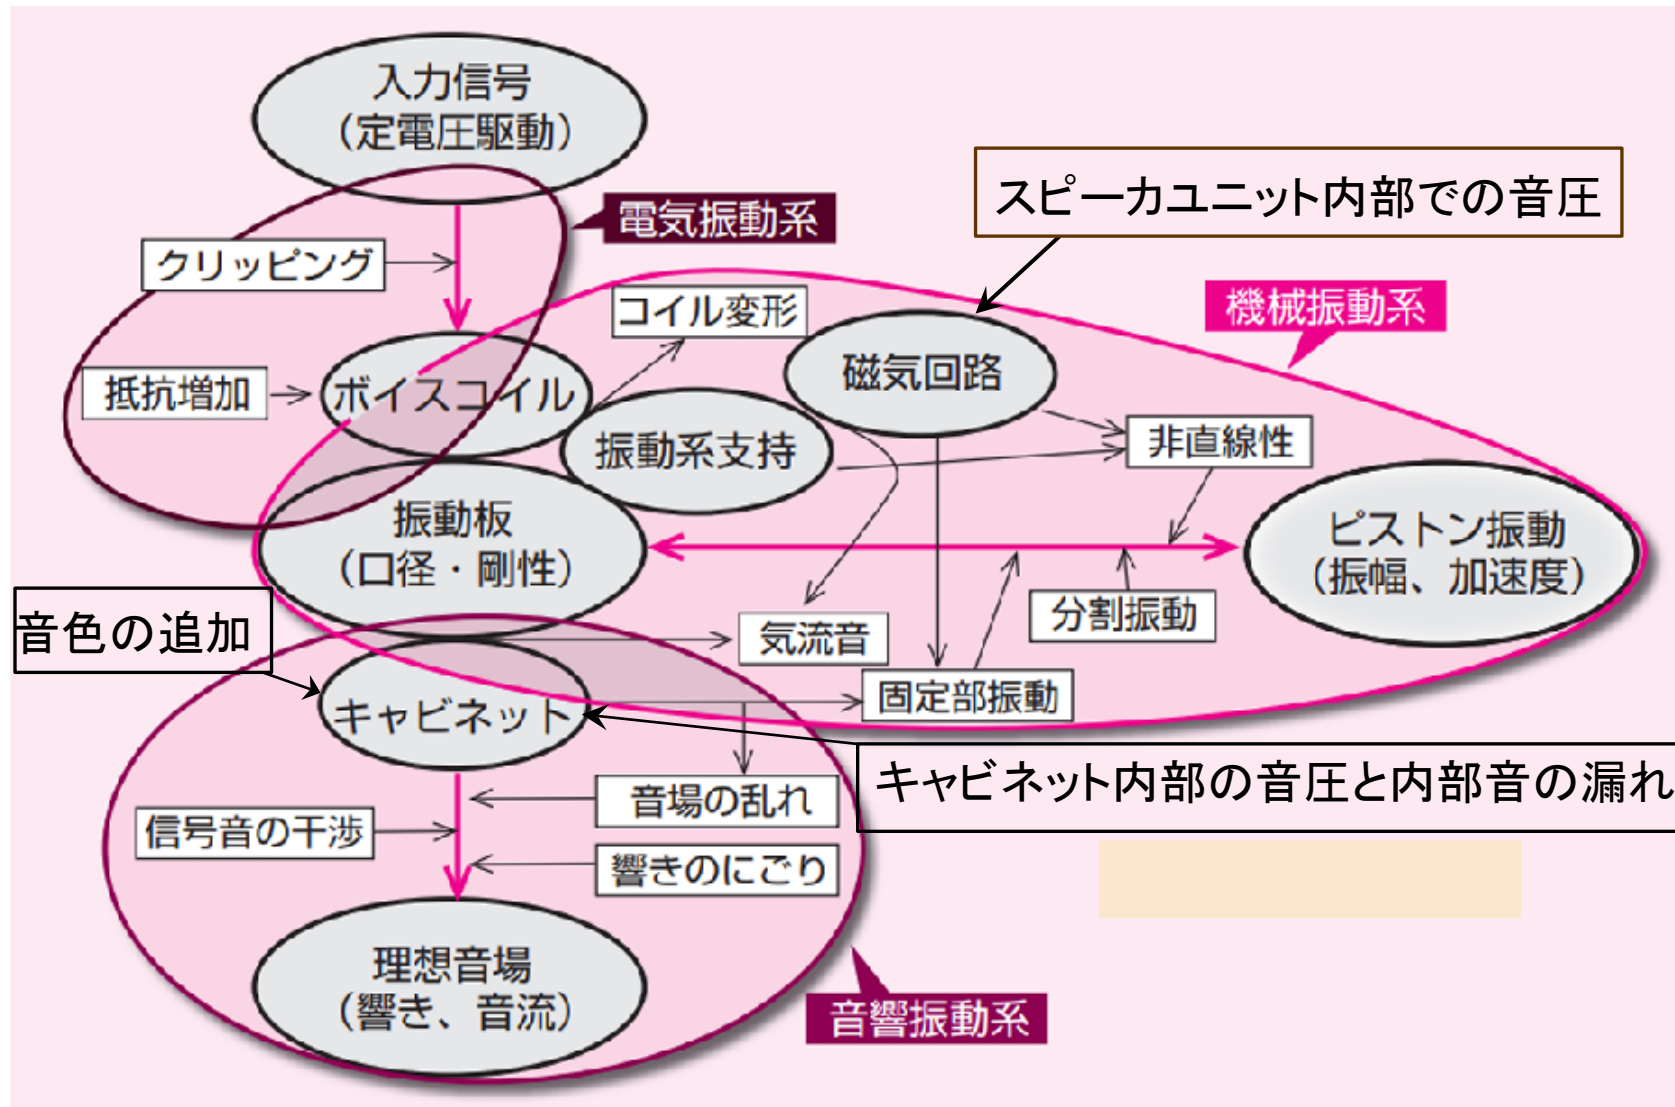 入力信号
（定電圧駆動）
電気振動系
スピーカユニット内部での音圧
クリッピング
コイル変形
機械振動系
抵抗増加
ボイスコイル
磁気回路
振動系支持
非直線性
振動板
（口径・剛性）
ピストン振動
（振幅、加速度）
音色の追加
気流音
分割振動
キャビネット
固定部振動
キャビネット内部の音圧と内部音の漏れ
音場の乱れ
信号音の干渉
響きのにごり
理想音場
（響き、音流）
音響振動系